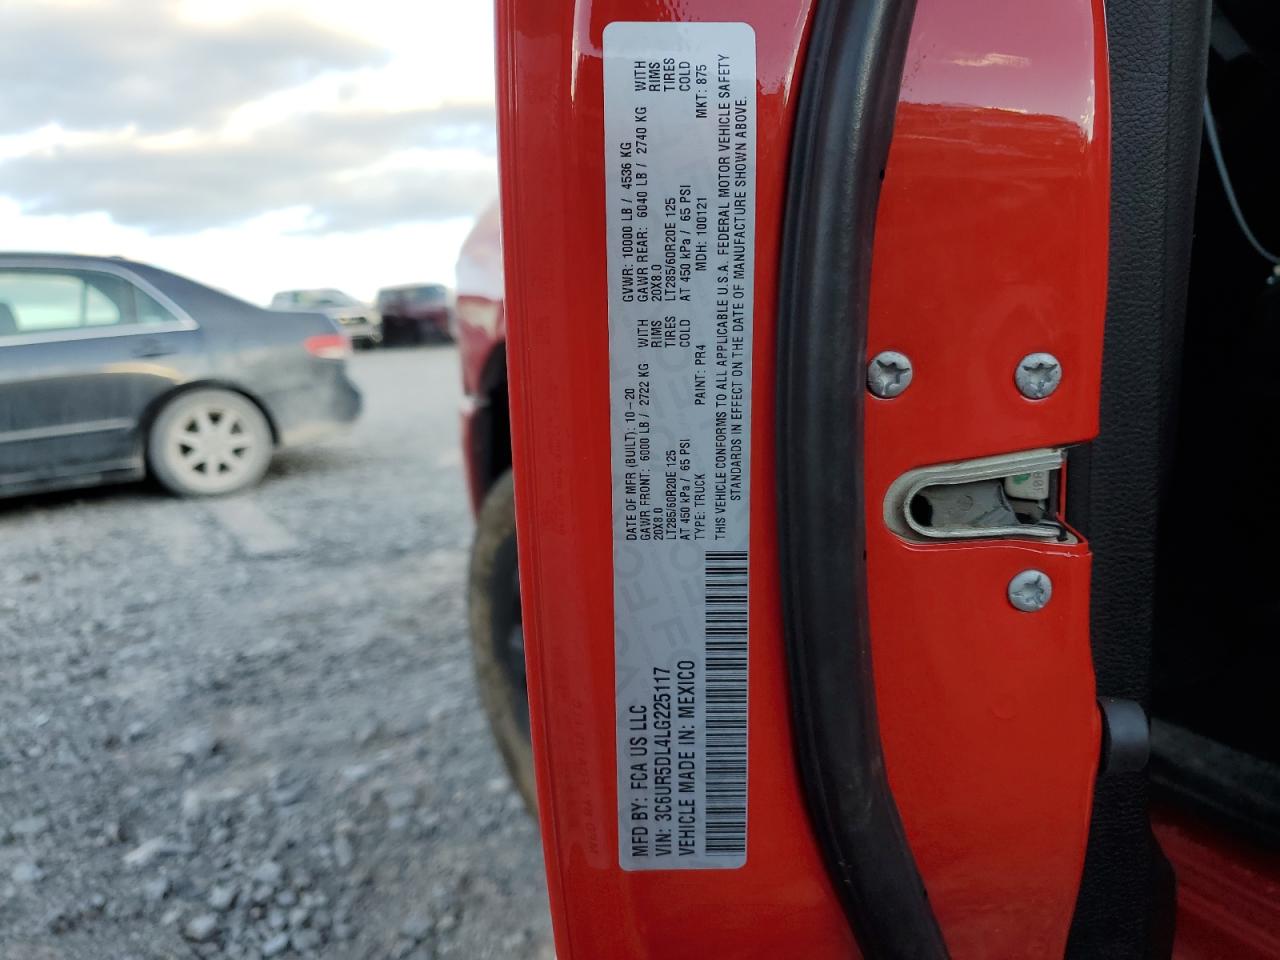 MFD BY: FCA US LLC
VIN: 3C6UR5DL4LG225117
VEHICLE MADE IN: MEXICO
DATE OF MFR (BUILT): 10-20 GVWR: 10000 LB / 4536 KG
GAWR FRONT: 6000 LB / 2722 KG WITH GAWR REAR: 6040 LB / 2740 KG WITH
20X8.0 RIMS 20X8.0 RIMS
LT285/60R20E 125 TIRES LT285/60R20E 125 TIRES
AT 450 kPa / 65 PSI COLD AT 450 kPa / 65 PSI COLD
TYPE: TRUCK PAINT: PR4 MDH: 100121 MKT: 875
THIS VEHICLE CONFORMS TO ALL APPLICABLE U.S.A. FEDERAL MOTOR VEHICLE SAFETY
STANDARDS IN EFFECT ON THE DATE OF MANUFACTURE SHOWN ABOVE.